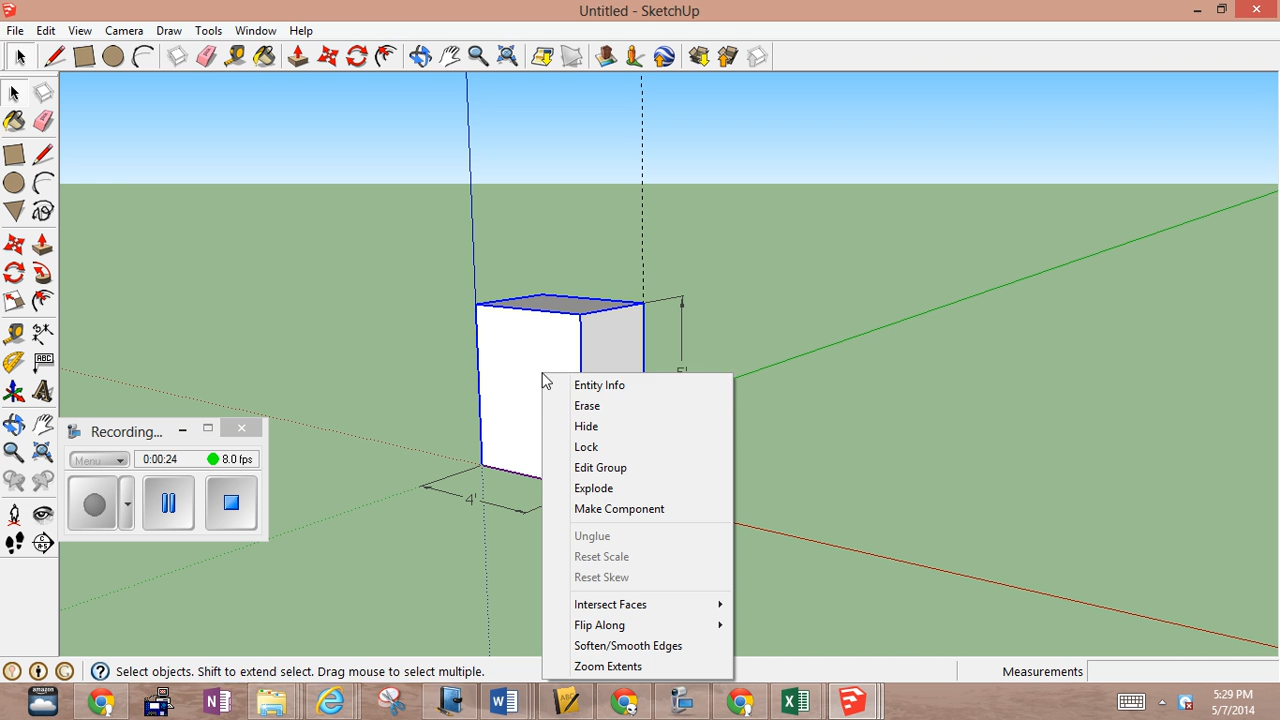 Untitled - SketchUp
File Edit View Camera Draw Tools Window Help
5'
Entity Info
Erase
Hide
Lock
Edit Group
Explode
Make Component
Unglue
Reset Scale
Reset Skew
Intersect Faces
Flip Along
Soften/Smooth Edges
Zoom Extents
ABC
Recording...
Menu 0:00:24 8.0 fps
4'
Select objects. Shift to extend select. Drag mouse to select multiple. Measurements
amazon
5:29 PM
5/7/2014